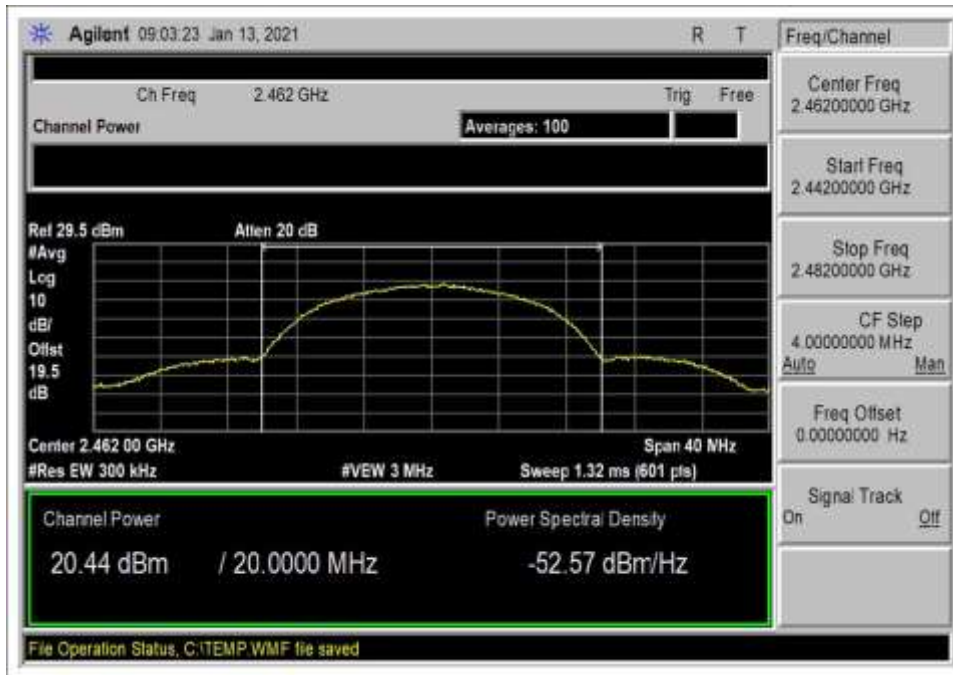 Agilent 09:03:23 Jan 13, 2021 R T
Freq/Channel
Ch Freq 2.462 GHz Trig Free
Channel Power Averages: 100
Center Freq
2.46200000 GHz
Start Freq
2.44200000 GHz
Stop Freq
2.48200000 GHz
CF Step
4.00000000 MHz
Auto Man
Freq Offset
0.00000000 Hz
Signal Track
On Off
Ref 29.5 dBm Atten 20 dB
#Avg
Log
10
dB/
Offst
19.5
dB
Center 2.462 00 GHz Span 40 MHz
#Res BW 300 kHz #VBW 3 MHz Sweep 1.32 ms (601 pts)
Channel Power Power Spectral Density
20.44 dBm / 20.0000 MHz -52.57 dBm/Hz
File Operation Status, C:\TEMP.WMF file saved